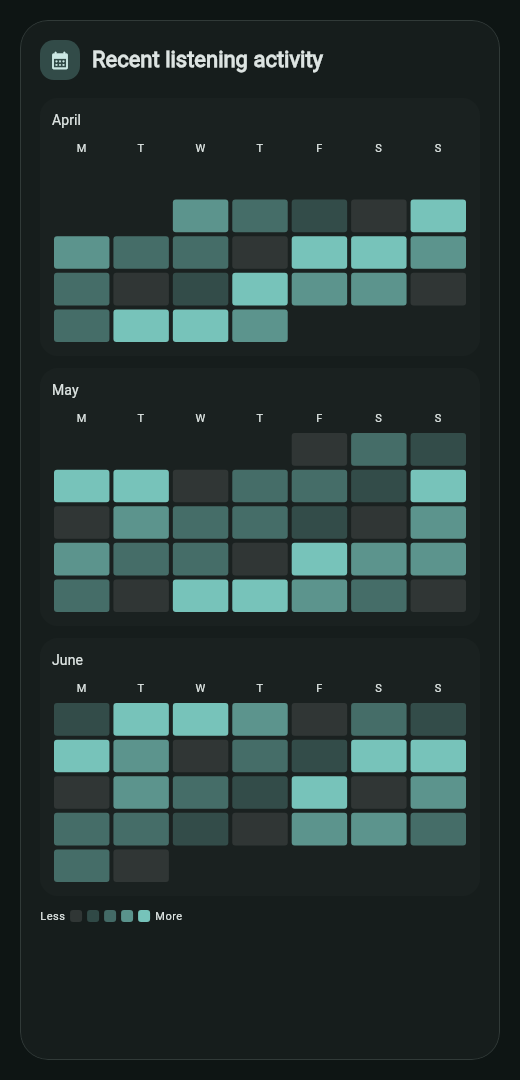 Recent listening activity
April
M T W T F S S
May
M T W T F S S
June
M T W T F S S
Less More